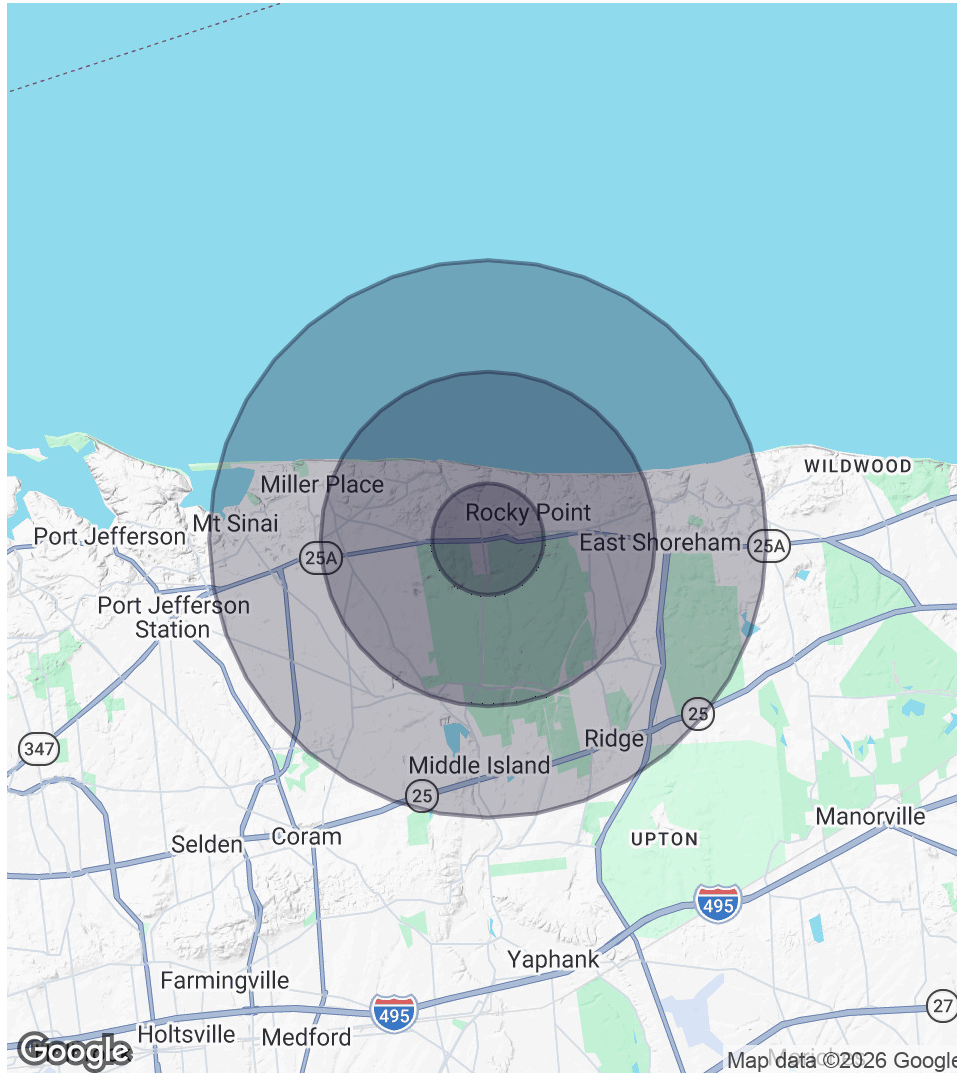 WILDWOOD
Miller Place
Rocky Point
Mt Sinai
Port Jefferson
East Shoreham
25A
25A
Port Jefferson
Station
25
Ridge
347
Middle Island
25
Manorville
Selden
Coram
UPTON
495
Yaphank
Farmingville
495
27
Holtsville
Medford
Google
Map data ©2026 Google